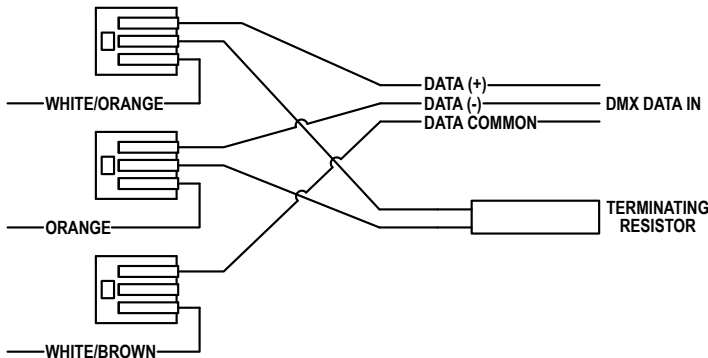 DATA (+)
WHITE/ORANGE
DATA (-)
DMX DATA IN
DATA COMMON
ORANGE
TERMINATING
RESISTOR
WHITE/BROWN